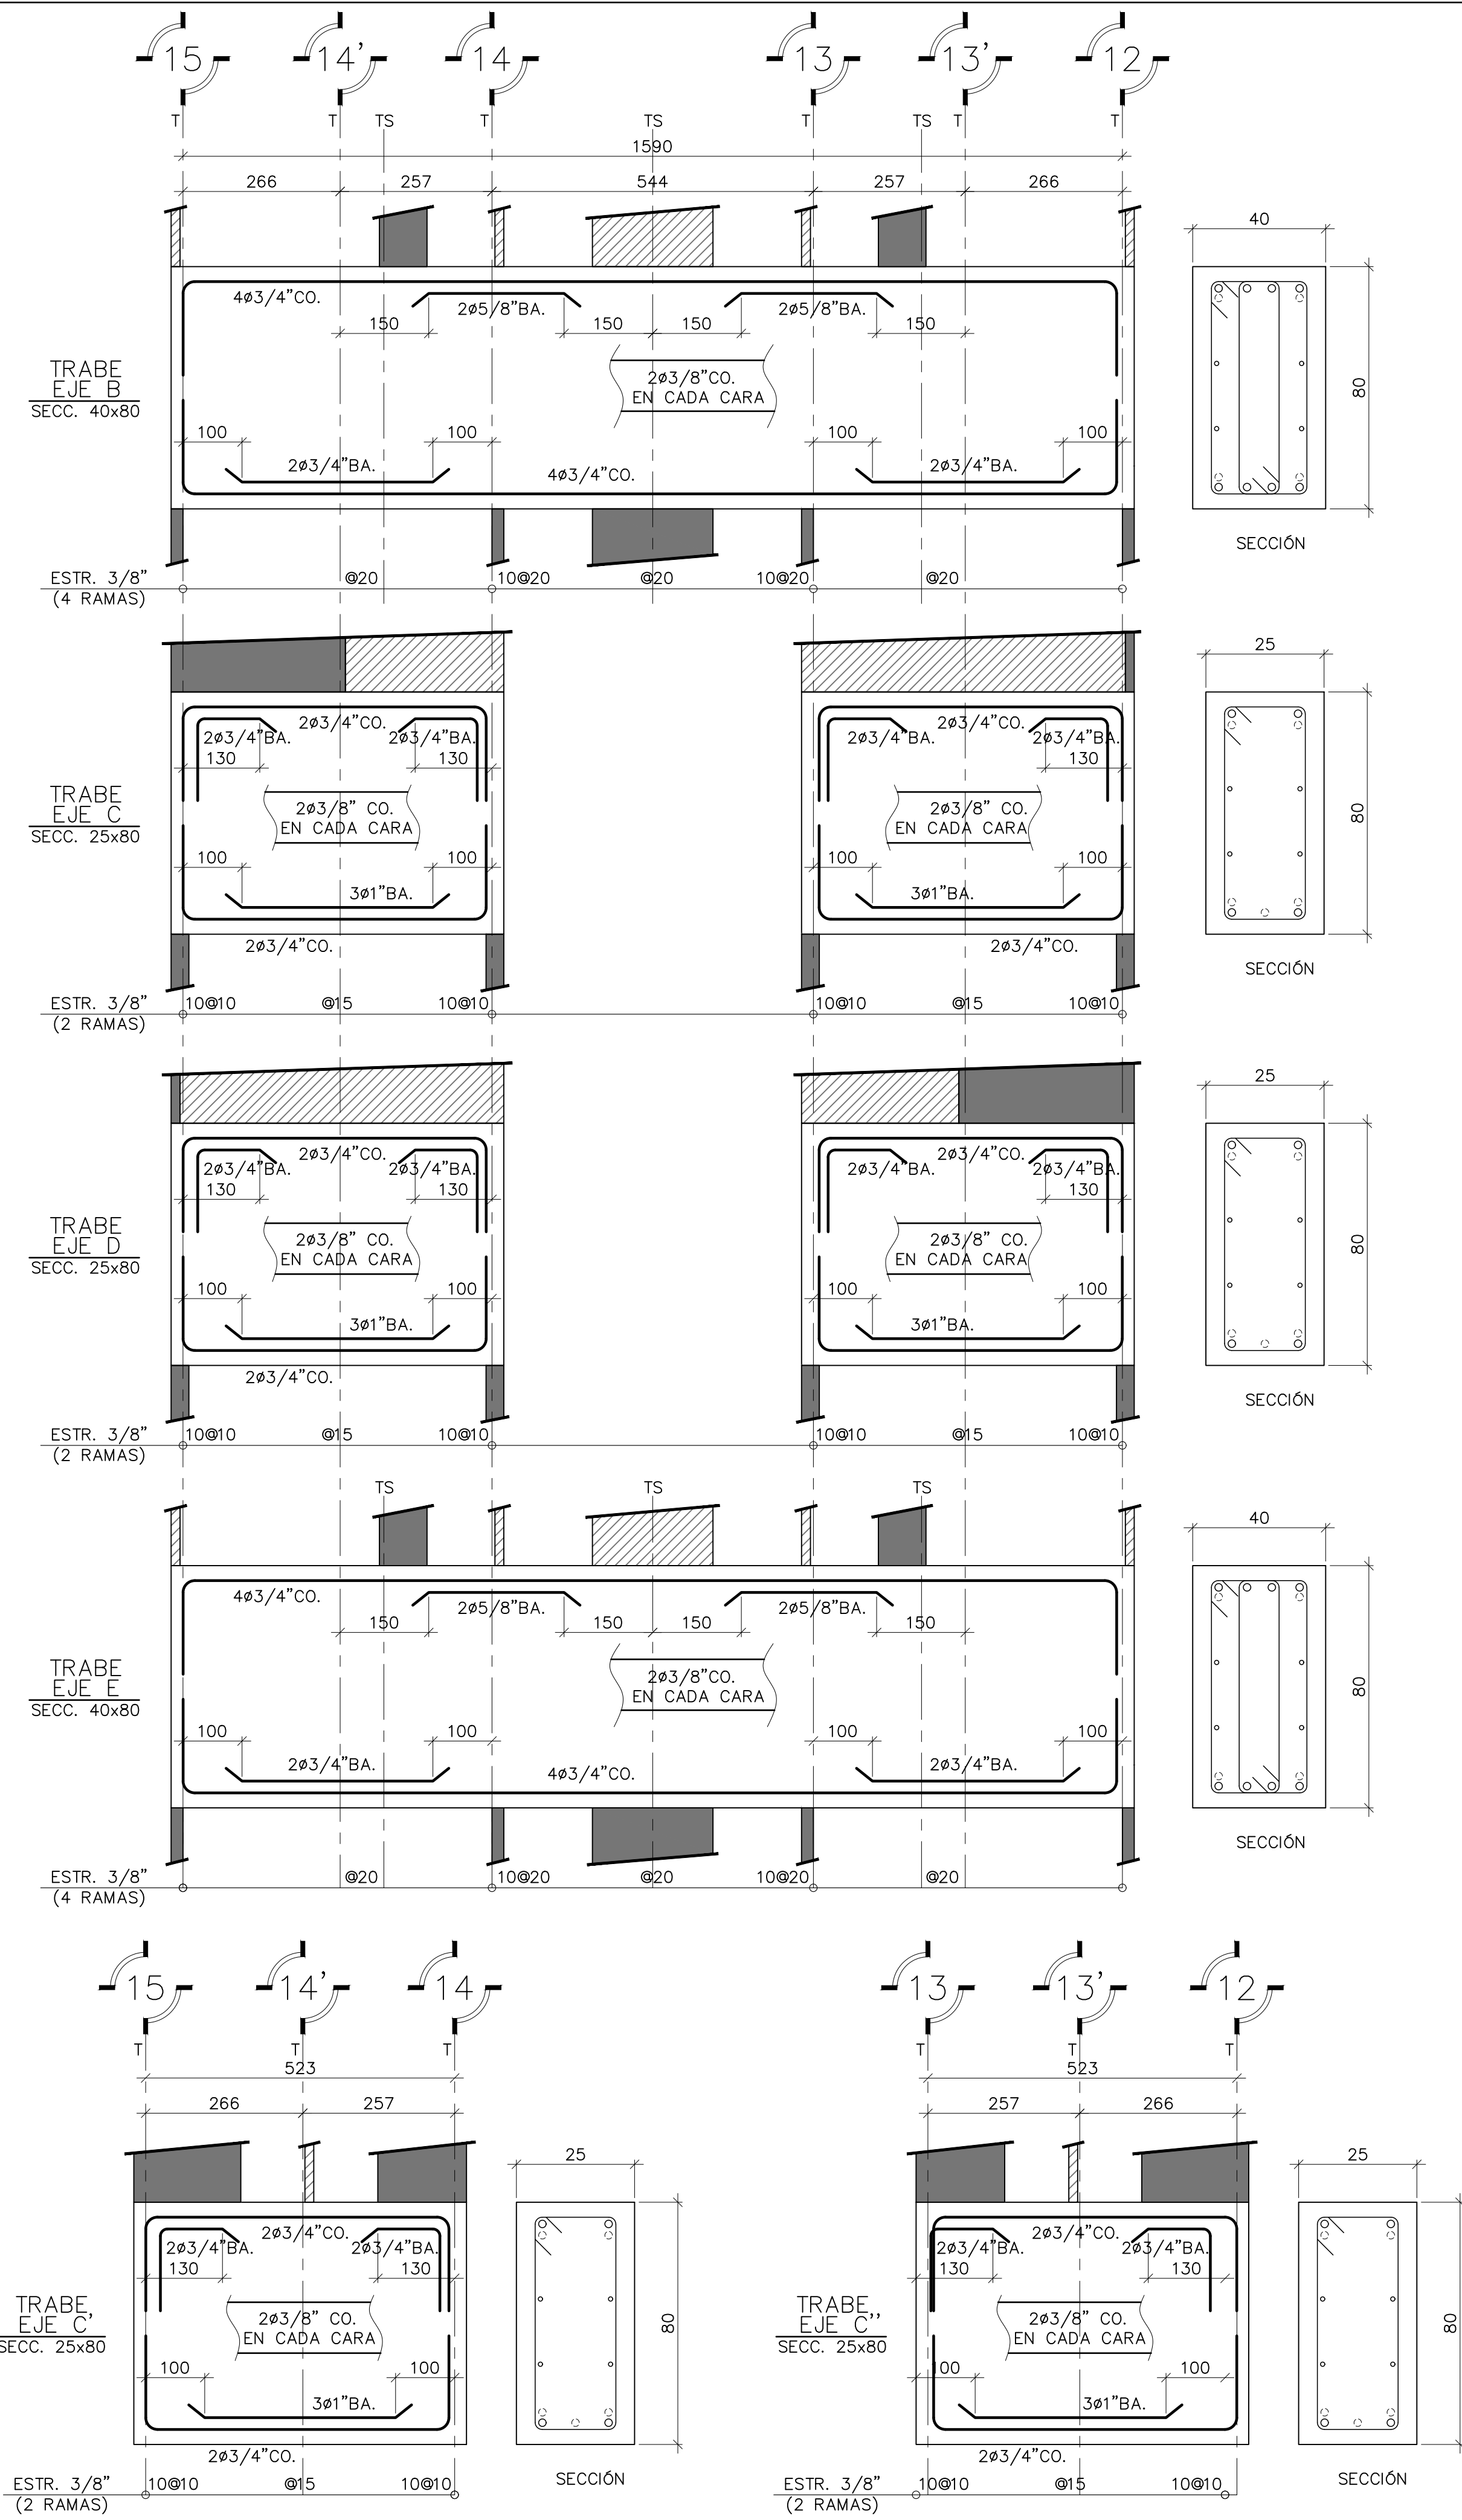 15 14' 14 13 13' 12
T T TS T TS T TS T T
1590
266 257 544 257 266
40
4ø3/4"CO.
2ø5/8"BA. 2ø5/8"BA.
150 150 150 150
TRABE
EJE B
SECC. 40x80
2ø3/8"CO.
EN CADA CARA
80
100 100 100 100
2ø3/4"BA. 4ø3/4"CO. 2ø3/4"BA.
SECCIÓN
ESTR. 3/8" @20 10@20 @20 10@20 @20
(4 RAMAS)
25
2ø3/4"CO. 2ø3/4"CO.
2ø3/4"BA. 2ø3/4"BA. 2ø3/4"BA. 2ø3/4"BA.
130 130 130
TRABE
EJE C
SECC. 25x80
2ø3/8" CO. 2ø3/8" CO.
EN CADA CARA EN CADA CARA
80
100 100 100 100
3ø1"BA. 3ø1"BA.
2ø3/4"CO. 2ø3/4"CO.
SECCIÓN
ESTR. 3/8" 10@10 @15 10@10 10@10 @15 10@10
(2 RAMAS)
25
2ø3/4"CO. 2ø3/4"CO.
2ø3/4"BA. 2ø3/4"BA. 2ø3/4"BA. 2ø3/4"BA.
130 130 130
TRABE
EJE D
SECC. 25x80
2ø3/8" CO. 2ø3/8" CO.
EN CADA CARA EN CADA CARA
80
100 100 100 100
3ø1"BA. 3ø1"BA.
2ø3/4"CO.
SECCIÓN
ESTR. 3/8" 10@10 @15 10@10 10@10 @15 10@10
(2 RAMAS)
TS TS TS
40
4ø3/4"CO.
2ø5/8"BA. 2ø5/8"BA.
150 150 150 150
TRABE
EJE E
SECC. 40x80
2ø3/8"CO.
EN CADA CARA
80
100 100 100 100
2ø3/4"BA. 4ø3/4"CO. 2ø3/4"BA.
SECCIÓN
ESTR. 3/8" @20 10@20 @20 10@20 @20
(4 RAMAS)
15 14' 14 13 13' 12
T T T T T T
523 523
266 257 257 266
25 25
2ø3/4"CO. 2ø3/4"CO.
2ø3/4"BA. 2ø3/4"BA. 2ø3/4"BA. 2ø3/4"BA.
130 130 130 130
TRABE TRABE
EJE C' EJE C''
SECC. 25x80 SECC. 25x80
2ø3/8" CO. 2ø3/8" CO.
EN CADA CARA EN CADA CARA
80 80
100 100 100 100
3ø1"BA. 3ø1"BA.
2ø3/4"CO. 2ø3/4"CO.
SECCIÓN SECCIÓN
ESTR. 3/8" 10@10 @15 10@10 ESTR. 3/8" 10@10 @15 10@10
(2 RAMAS) (2 RAMAS)